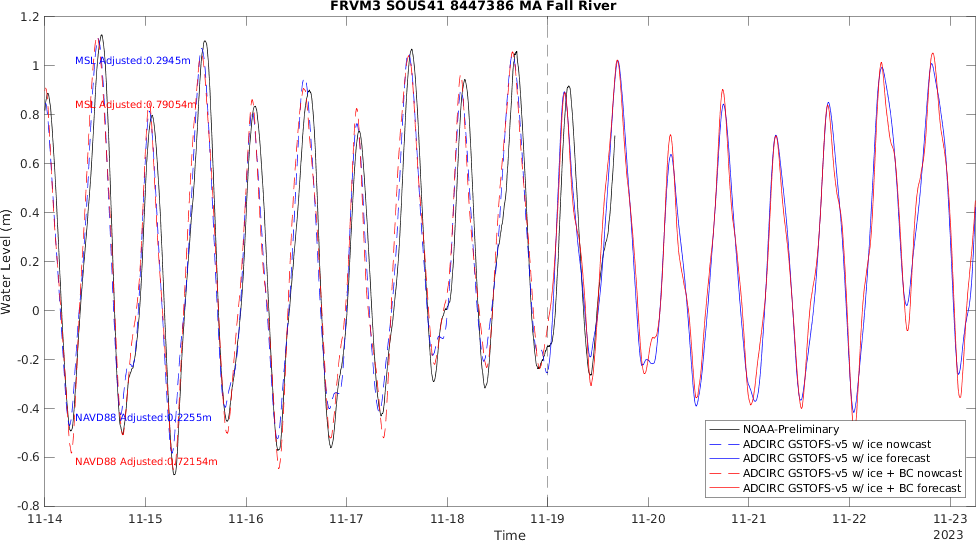 FRVM3 SOUS41 8447386 MA Fall River
1.2
1
0.8
0.6
0.4
0.2
0
-0.2
-0.4
-0.6
-0.8
Water Level (m)
MSL Adjusted:0.2945m
MSL Adjusted:0.79054m
NAVD88 Adjusted:0.2255m
NAVD88 Adjusted:0.72154m
NOAA-Preliminary
ADCIRC GSTOFS-v5 w/ ice nowcast
ADCIRC GSTOFS-v5 w/ ice forecast
ADCIRC GSTOFS-v5 w/ ice + BC nowcast
ADCIRC GSTOFS-v5 w/ ice + BC forecast
11-14 11-15 11-16 11-17 11-18 11-19 11-20 11-21 11-22 11-23
Time
2023